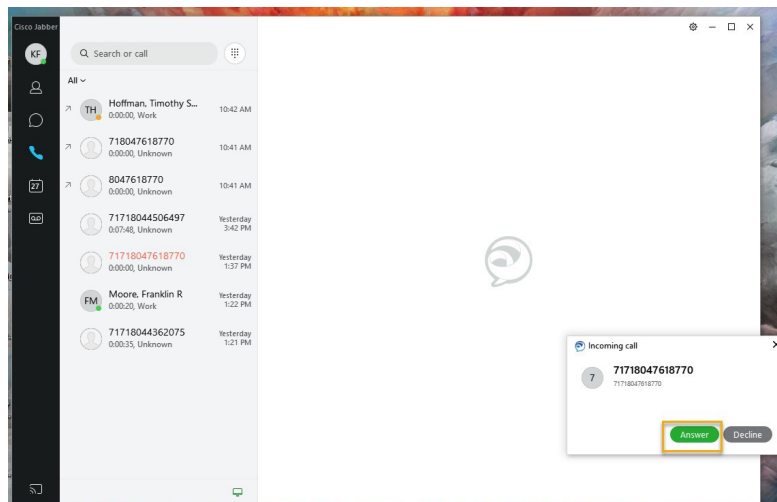 Cisco Jabber
KF
Search or call
All
TH
Hoffman, Timothy S...
0:00:00, Work
10:42 AM
718047618770
0:00:00, Unknown
10:41 AM
8047618770
0:00:00, Unknown
10:41 AM
27
71718044506497
0:07:48, Unknown
Yesterday
3:42 PM
71718047618770
0:00:00, Unknown
Yesterday
1:37 PM
FM
Moore, Franklin R
0:00:20, Work
Yesterday
1:22 PM
71718044362075
0:00:35, Unknown
Yesterday
1:21 PM
Incoming call
7
71718047618770
71718047618770
Answer
Decline